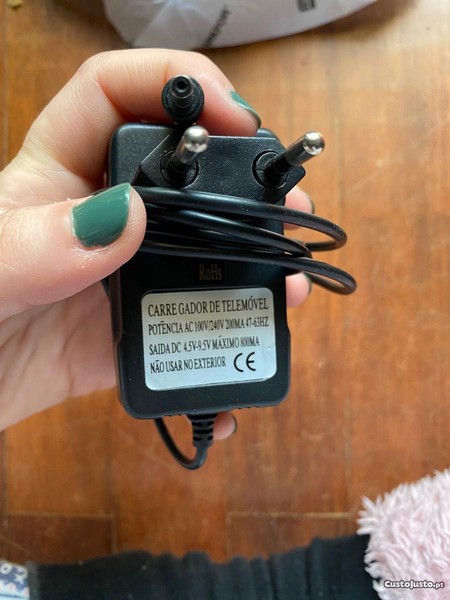 RoHs
CARRE GADOR DE TELEMÓVEL
POTÊNCIA AC 100V/240V 200MA 47-63HZ
SAIDA DC 4.5V-9.5V MÁXIMO 800MA
NÃO USAR NO EXTERIOR CE
CustoJusto.pt